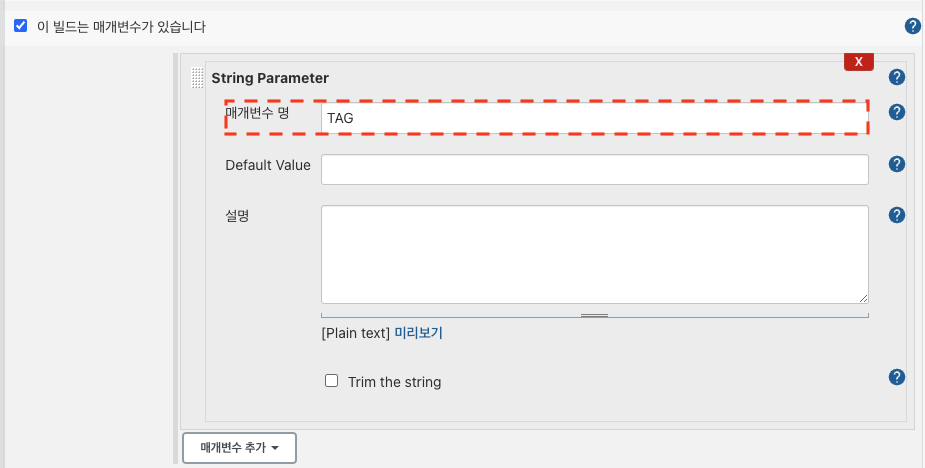 이 빌드는 매개변수가 있습니다
?
X
String Parameter
?
매개변수 명
TAG
?
Default Value
?
설명
?
[Plain text] 미리보기
Trim the string
?
매개변수 추가